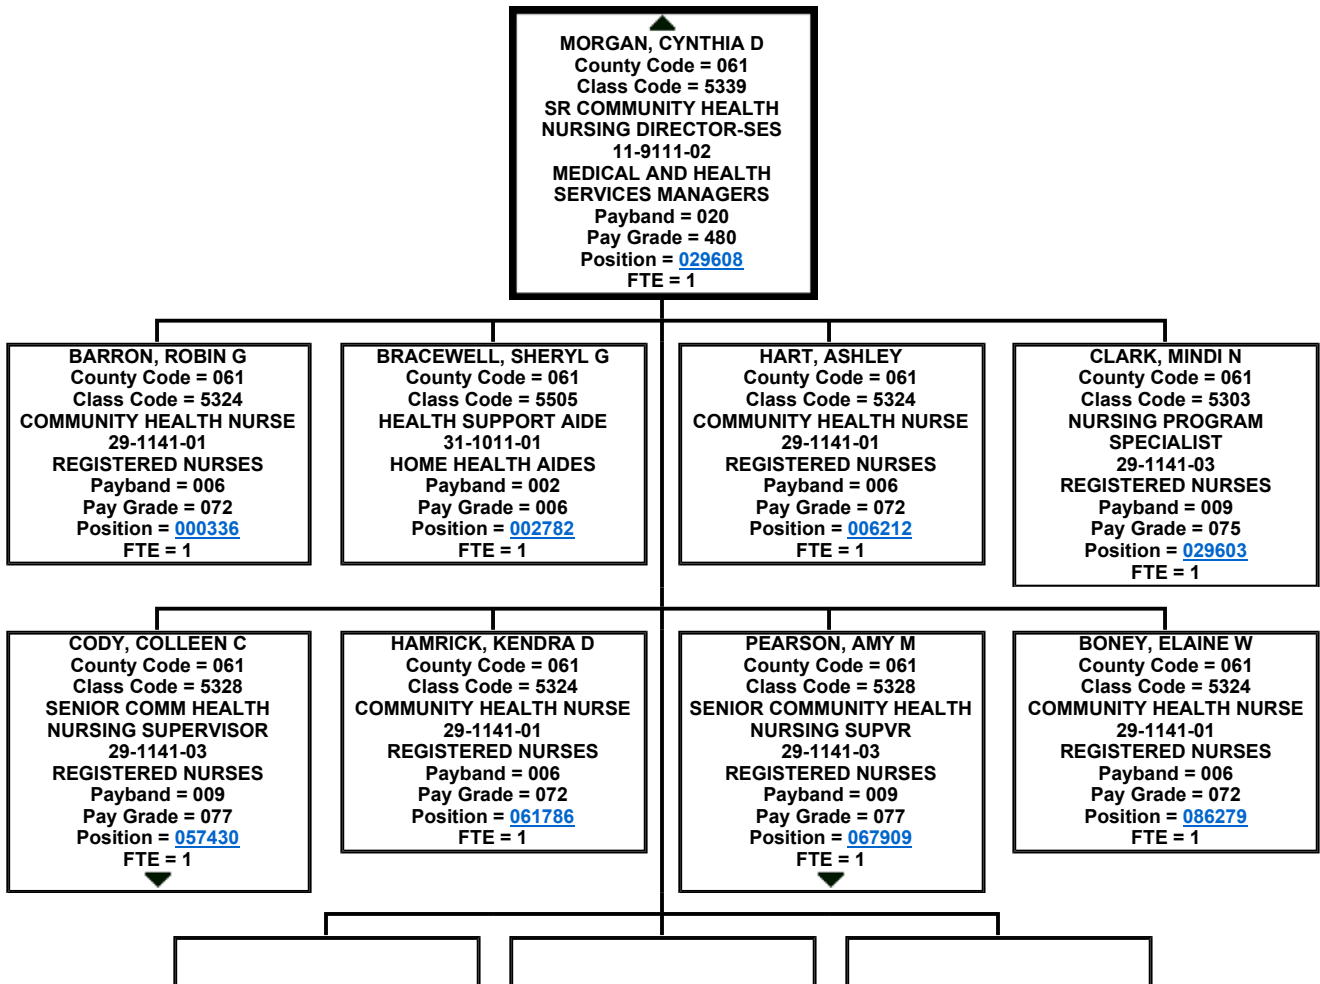 MORGAN, CYNTHIA D
County Code = 061
Class Code = 5339
SR COMMUNITY HEALTH
NURSING DIRECTOR-SES
11-9111-02
MEDICAL AND HEALTH
SERVICES MANAGERS
Payband = 020
Pay Grade = 480
Position = 029608
FTE = 1
BARRON, ROBIN G
County Code = 061
Class Code = 5324
COMMUNITY HEALTH NURSE
29-1141-01
REGISTERED NURSES
Payband = 006
Pay Grade = 072
Position = 000336
FTE = 1
BRACEWELL, SHERYL G
County Code = 061
Class Code = 5505
HEALTH SUPPORT AIDE
31-1011-01
HOME HEALTH AIDES
Payband = 002
Pay Grade = 006
Position = 002782
FTE = 1
HART, ASHLEY
County Code = 061
Class Code = 5324
COMMUNITY HEALTH NURSE
29-1141-01
REGISTERED NURSES
Payband = 006
Pay Grade = 072
Position = 006212
FTE = 1
CLARK, MINDI N
County Code = 061
Class Code = 5303
NURSING PROGRAM
SPECIALIST
29-1141-03
REGISTERED NURSES
Payband = 009
Pay Grade = 075
Position = 029603
FTE = 1
CODY, COLLEEN C
County Code = 061
Class Code = 5328
SENIOR COMM HEALTH
NURSING SUPERVISOR
29-1141-03
REGISTERED NURSES
Payband = 009
Pay Grade = 077
Position = 057430
FTE = 1
HAMRICK, KENDRA D
County Code = 061
Class Code = 5324
COMMUNITY HEALTH NURSE
29-1141-01
REGISTERED NURSES
Payband = 006
Pay Grade = 072
Position = 061786
FTE = 1
PEARSON, AMY M
County Code = 061
Class Code = 5328
SENIOR COMMUNITY HEALTH
NURSING SUPVR
29-1141-03
REGISTERED NURSES
Payband = 009
Pay Grade = 077
Position = 067909
FTE = 1
BONEY, ELAINE W
County Code = 061
Class Code = 5324
COMMUNITY HEALTH NURSE
29-1141-01
REGISTERED NURSES
Payband = 006
Pay Grade = 072
Position = 086279
FTE = 1